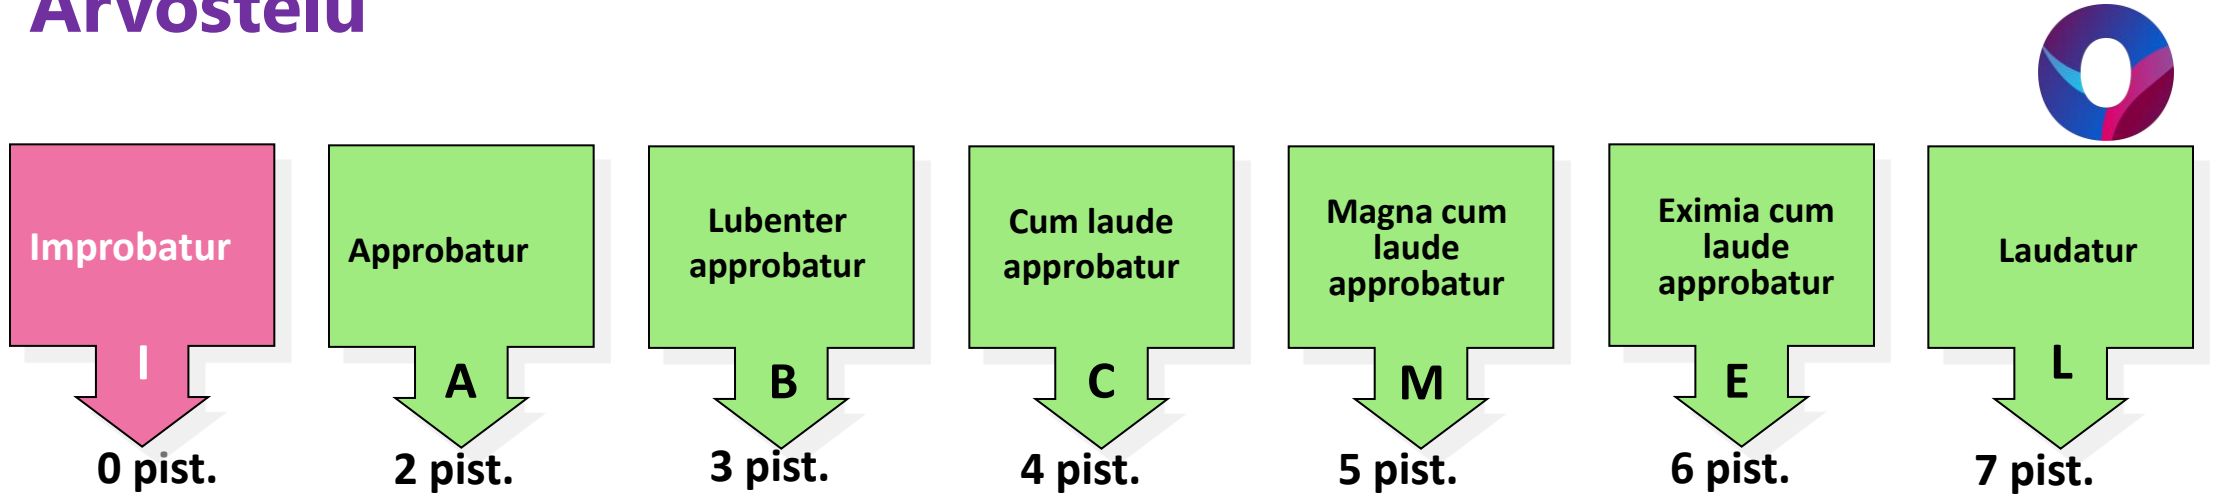 Arvostelu
Improbatur
I
0 pist.
Approbatur
A
2 pist.
Lubenter
approbatur
B
3 pist.
Cum laude
approbatur
C
4 pist.
Magna cum
laude
approbatur
M
5 pist.
Eximia cum
laude
approbatur
E
6 pist.
Laudatur
L
7 pist.